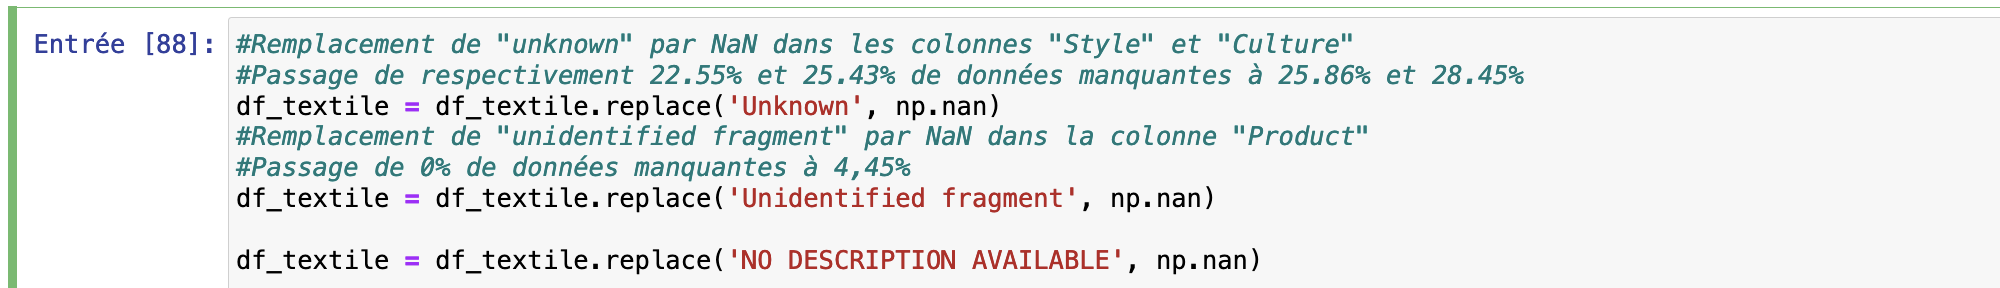 Entrée [88]: #Remplacement de "unknown" par NaN dans les colonnes "Style" et "Culture"
#Passage de respectivement 22.55% et 25.43% de données manquantes à 25.86% et 28.45%
df_textile = df_textile.replace('Unknown', np.nan)
#Remplacement de "unidentified fragment" par NaN dans la colonne "Product"
#Passage de 0% de données manquantes à 4,45%
df_textile = df_textile.replace('Unidentified fragment', np.nan)
df_textile = df_textile.replace('NO DESCRIPTION AVAILABLE', np.nan)